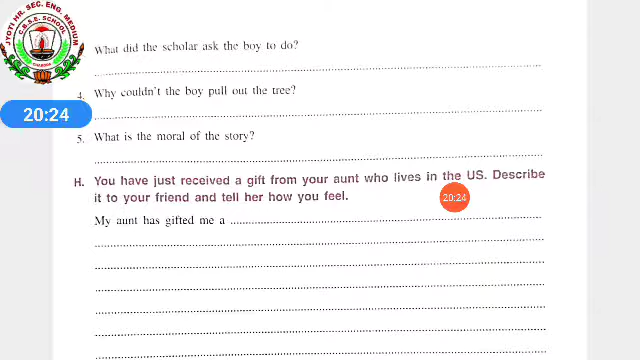 JYOTI HR. SEC. ENG. MEDIUM
C.B.S.E. SCHOOL
What did the scholar ask the boy to do?
4. Why couldn't the boy pull out the tree?
20:24
5. What is the moral of the story?
H. You have just received a gift from your aunt who lives in the US. Describe
it to your friend and tell her how you feel.
20:24
My aunt has gifted me a